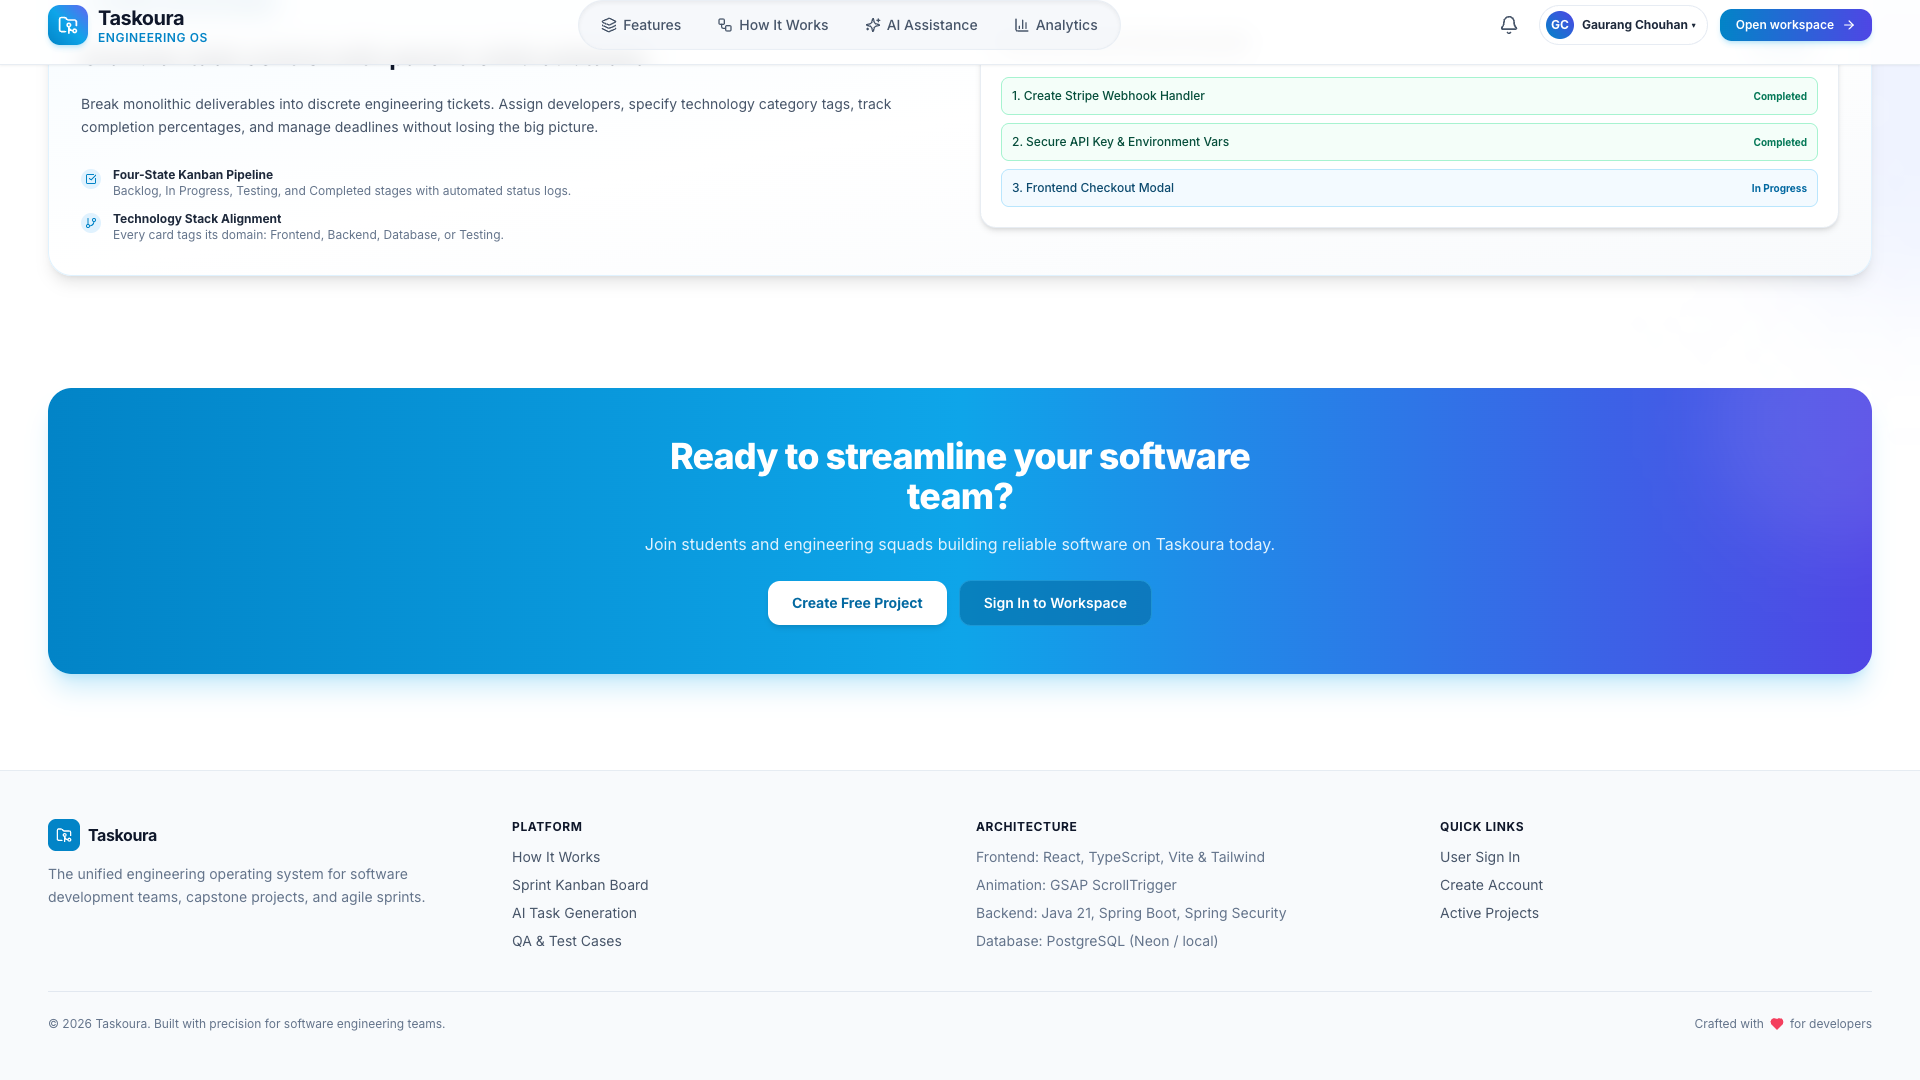 Taskoura
ENGINEERING OS
Features
How It Works
AI Assistance
Analytics
GC
Gaurang Chouhan
Open workspace
Break monolithic deliverables into discrete engineering tickets. Assign developers, specify technology category tags, track
completion percentages, and manage deadlines without losing the big picture.
Four-State Kanban Pipeline
Backlog, In Progress, Testing, and Completed stages with automated status logs.
Technology Stack Alignment
Every card tags its domain: Frontend, Backend, Database, or Testing.
1. Create Stripe Webhook Handler
Completed
2. Secure API Key & Environment Vars
Completed
3. Frontend Checkout Modal
In Progress
Ready to streamline your software
team?
Join students and engineering squads building reliable software on Taskoura today.
Create Free Project
Sign In to Workspace
Taskoura
The unified engineering operating system for software
development teams, capstone projects, and agile sprints.
PLATFORM
How It Works
Sprint Kanban Board
AI Task Generation
QA & Test Cases
ARCHITECTURE
Frontend: React, TypeScript, Vite & Tailwind
Animation: GSAP ScrollTrigger
Backend: Java 21, Spring Boot, Spring Security
Database: PostgreSQL (Neon / local)
QUICK LINKS
User Sign In
Create Account
Active Projects
© 2026 Taskoura. Built with precision for software engineering teams.
Crafted with ❤ for developers